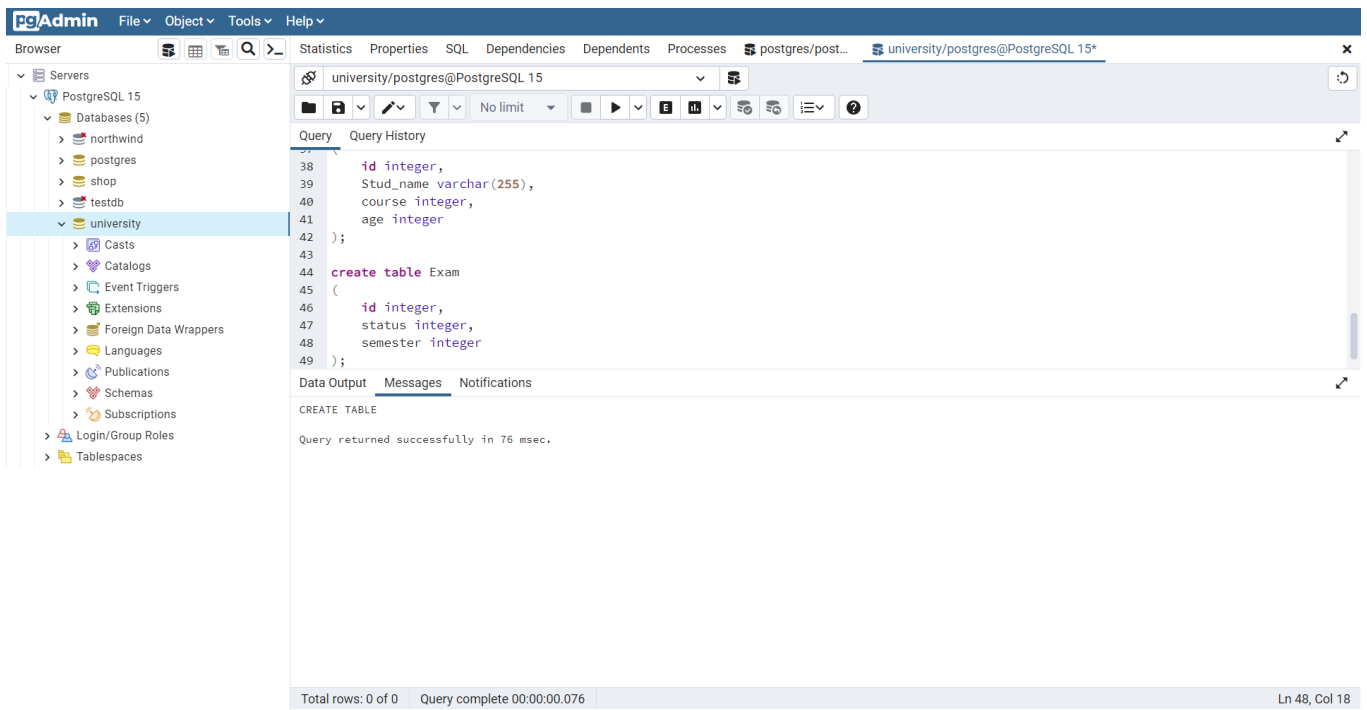 pgAdmin File Object Tools Help
Browser
Statistics Properties SQL Dependencies Dependents Processes postgres/post... university/postgres@PostgreSQL 15*
Servers
PostgreSQL 15
Databases (5)
northwind
postgres
shop
testdb
university
Casts
Catalogs
Event Triggers
Extensions
Foreign Data Wrappers
Languages
Publications
Schemas
Subscriptions
Login/Group Roles
Tablespaces
university/postgres@PostgreSQL 15
No limit
E
Query Query History
38 id integer,
39 Stud_name varchar(255),
40 course integer,
41 age integer
42 );
43
44 create table Exam
45 (
46 id integer,
47 status integer,
48 semester integer
49 );
Data Output Messages Notifications
CREATE TABLE
Query returned successfully in 76 msec.
Total rows: 0 of 0 Query complete 00:00:00.076 Ln 48, Col 18